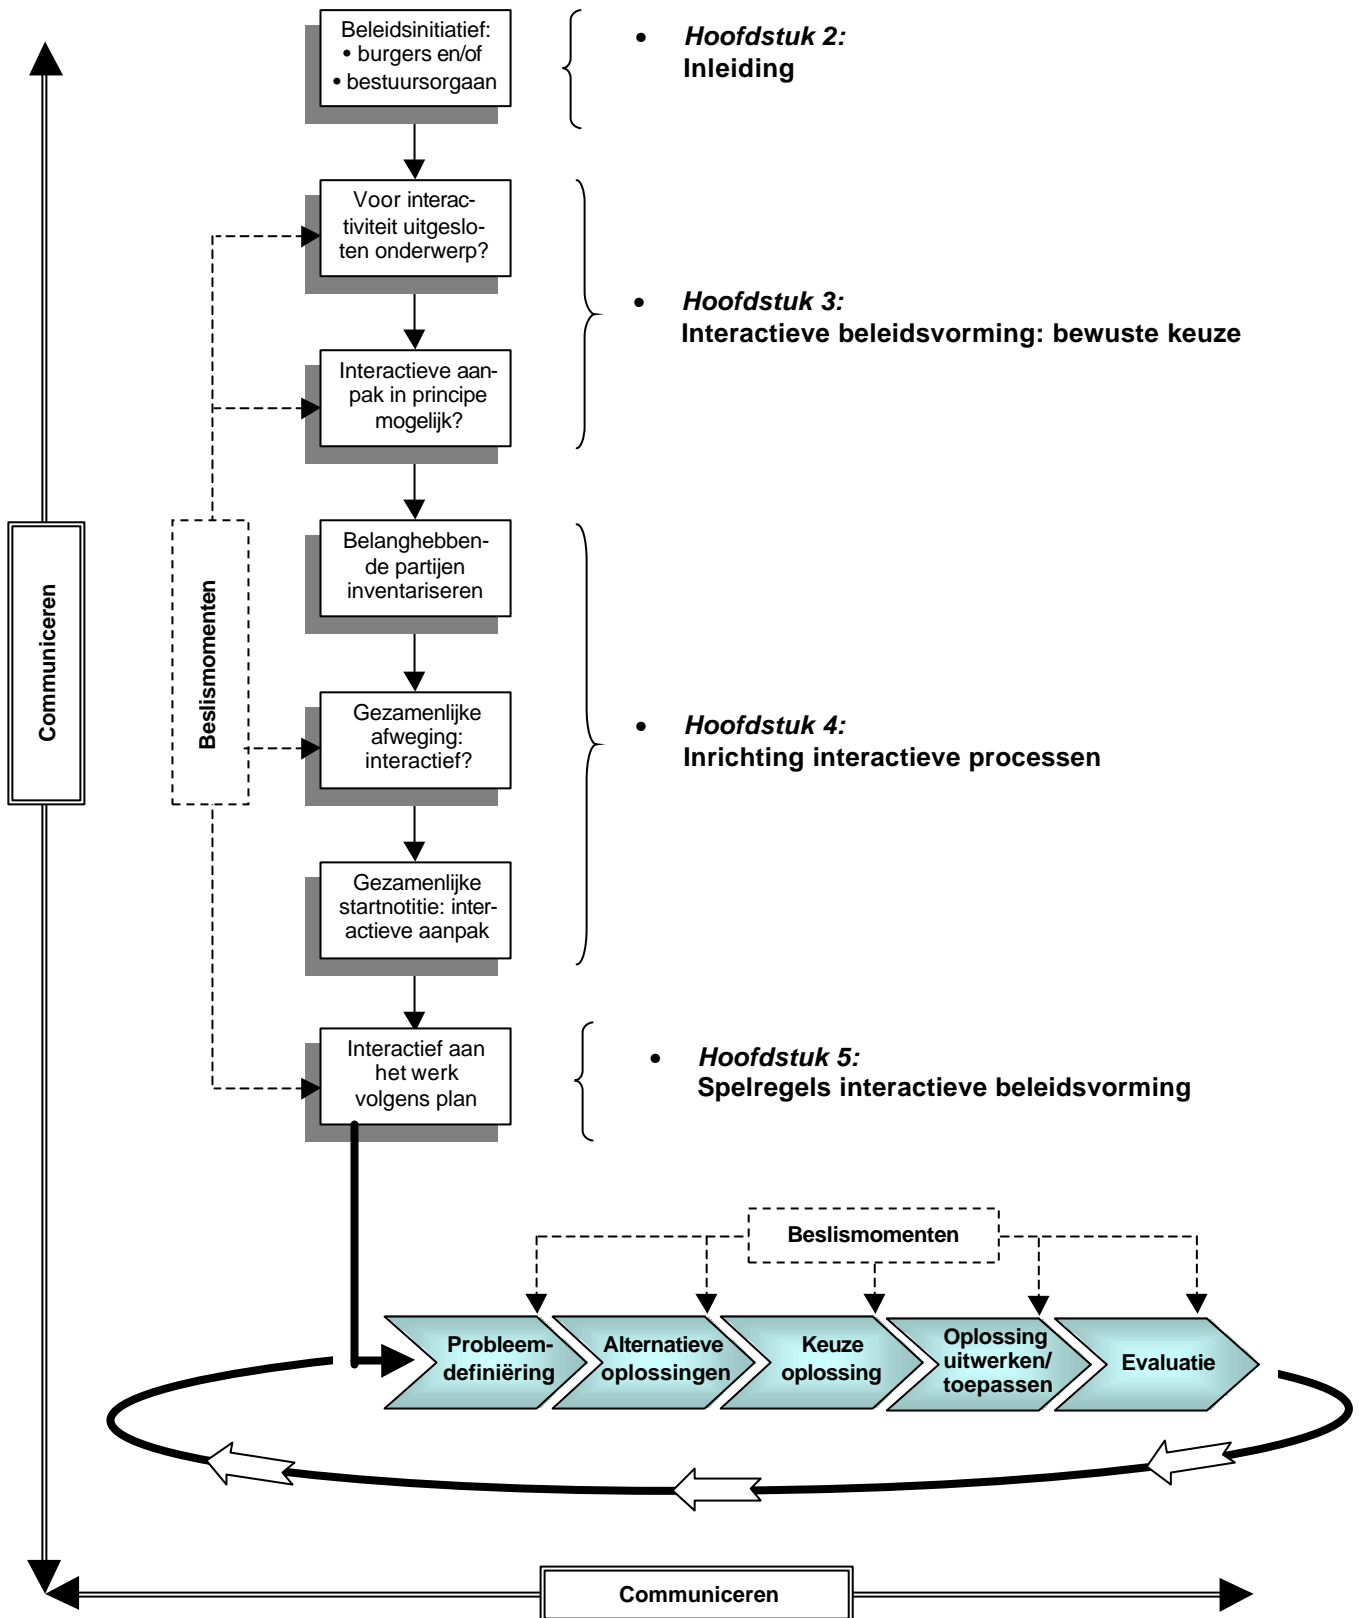 Beleidsinitiatief:
• burgers en/of
• bestuursorgaan
• Hoofdstuk 2:
Inleiding
Voor interac-
tiviteit uitgeslo-
ten onderwerp?
Interactieve aan-
pak in principe
mogelijk?
• Hoofdstuk 3:
Interactieve beleidsvorming: bewuste keuze
Communiceren
Beslismomenten
Belanghebben-
de partijen
inventariseren
Gezamenlijke
afweging:
interactief?
Gezamenlijke
startnotitie: inter-
actieve aanpak
• Hoofdstuk 4:
Inrichting interactieve processen
Interactief aan
het werk
volgens plan
• Hoofdstuk 5:
Spelregels interactieve beleidsvorming
Beslismomenten
Probleem-
definiëring
Alternatieve
oplossingen
Keuze
oplossing
Oplossing
uitwerken/
toepassen
Evaluatie
Communiceren